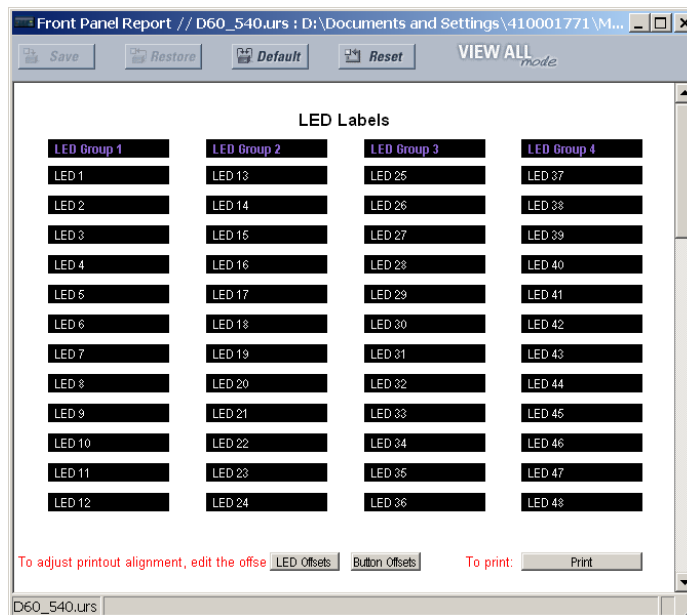 Front Panel Report // D60_540.urs : D:\Documents and Settings\410001771\M...
Save Restore Default Reset VIEW ALL mode
LED Labels
LED Group 1 LED Group 2 LED Group 3 LED Group 4
LED 1 LED 13 LED 25 LED 37
LED 2 LED 14 LED 26 LED 38
LED 3 LED 15 LED 27 LED 39
LED 4 LED 16 LED 28 LED 40
LED 5 LED 17 LED 29 LED 41
LED 6 LED 18 LED 30 LED 42
LED 7 LED 19 LED 31 LED 43
LED 8 LED 20 LED 32 LED 44
LED 9 LED 21 LED 33 LED 45
LED 10 LED 22 LED 34 LED 46
LED 11 LED 23 LED 35 LED 47
LED 12 LED 24 LED 36 LED 48
To adjust printout alignment, edit the offse LED Offsets Button Offsets To print: Print
D60_540.urs